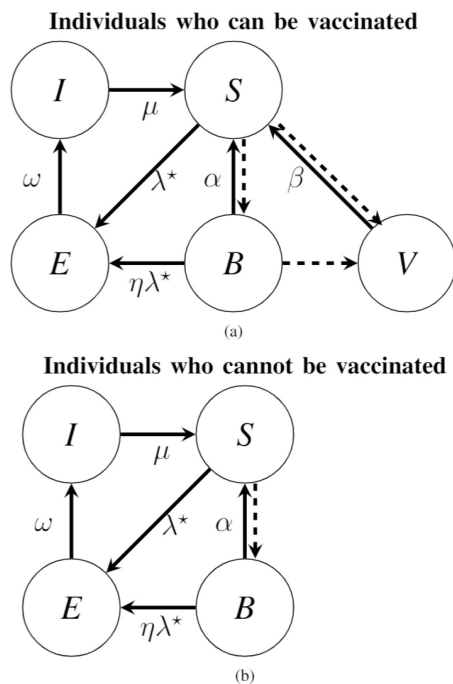 Individuals who can be vaccinated
I
μ
S
ω
λ⋆
α
β
E
ηλ⋆
B
V
(a)
Individuals who cannot be vaccinated
I
μ
S
ω
λ⋆
α
E
ηλ⋆
B
(b)